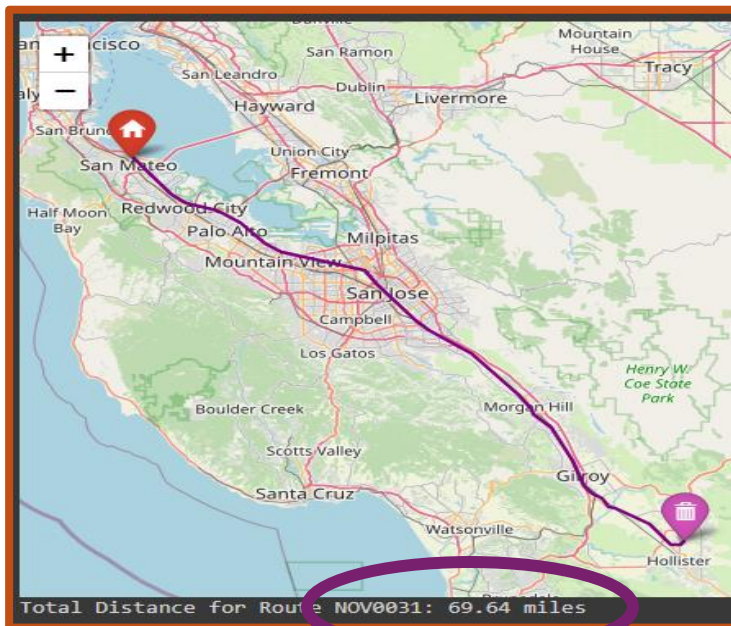 Mountain
House
San Ramon
Tracy
San Leandro
Dublin
Livermore
Hayward
San Mateo
Union City
Fremont
Redwood City
Half Moon
Bay
Palo Alto
Milpitas
Mountain View
San Jose
Campbell
Los Gatos
Henry W.
Coe State
Park
Morgan Hill
Boulder Creek
Scotts Valley
Gilroy
Santa Cruz
Watsonville
Hollister
Total Distance for Route NOV0031: 69.64 miles
+
−